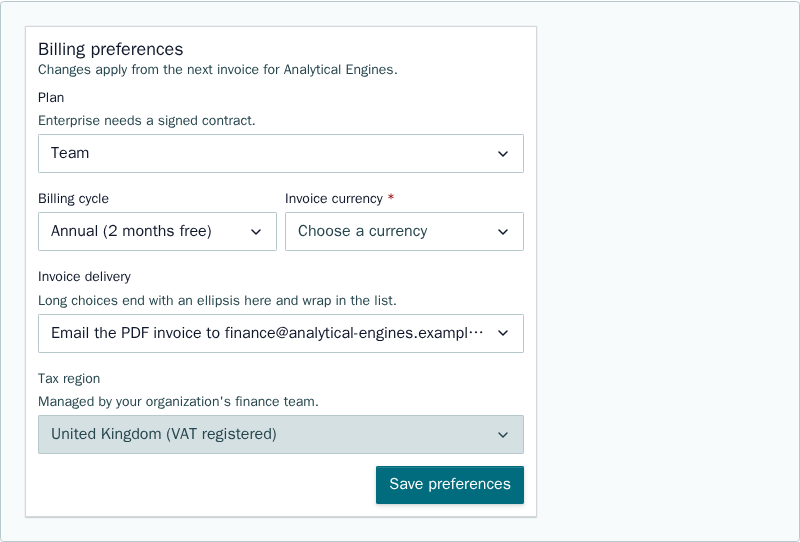 Billing preferences
Changes apply from the next invoice for Analytical Engines.
Plan
Enterprise needs a signed contract.
Team
Billing cycle
Annual (2 months free)
Invoice currency *
Choose a currency
Invoice delivery
Long choices end with an ellipsis here and wrap in the list.
Email the PDF invoice to finance@analytical-engines.exampl⋯
Tax region
Managed by your organization's finance team.
United Kingdom (VAT registered)
Save preferences